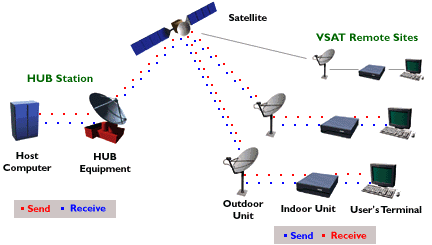 Satellite
VSAT Remote Sites
HUB Station
Host
Computer
HUB
Equipment
Outdoor
Unit
Indoor Unit
User's Terminal
Send Receive
Send Receive